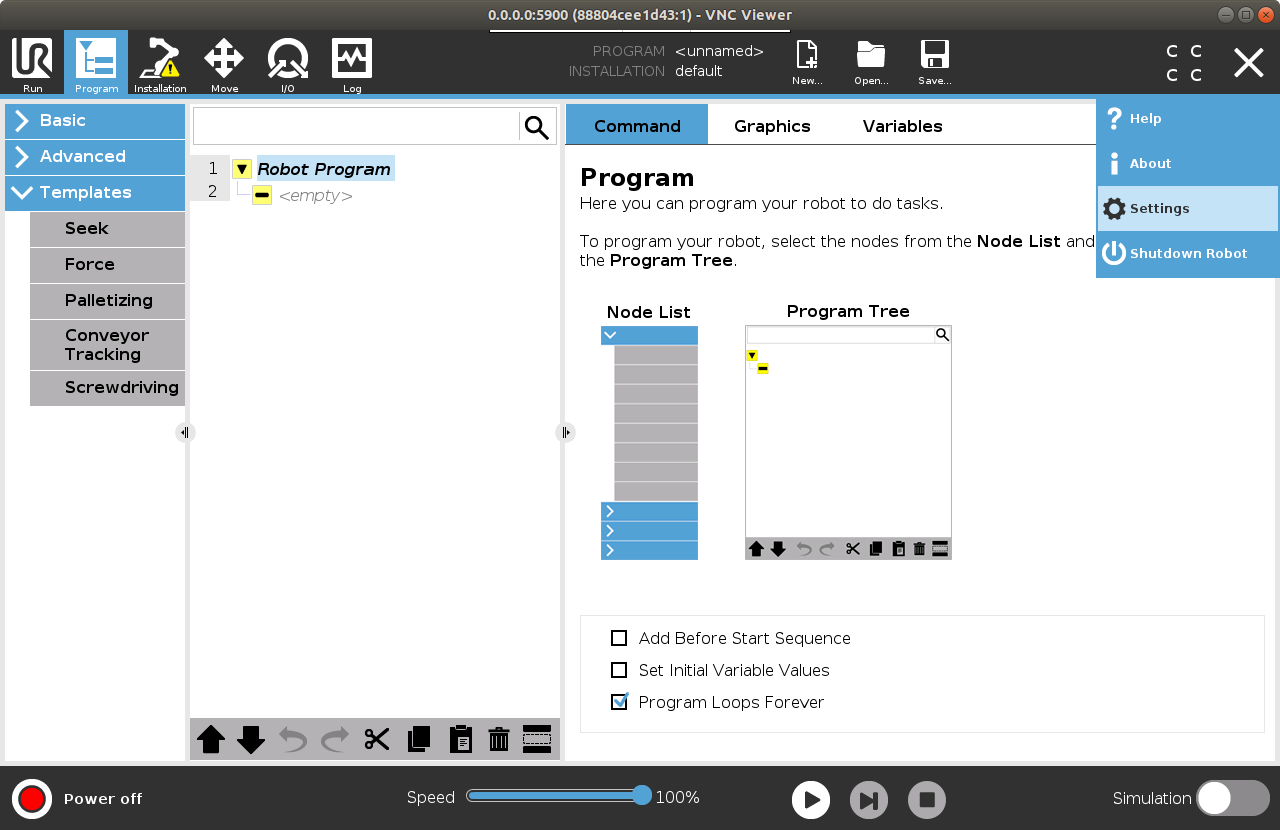 0.0.0.0:5900 (88804cee1d43:1) - VNC Viewer
UR
Run
Program
Installation
Move
I/O
Log
PROGRAM <unnamed>
INSTALLATION default
New...
Open...
Save...
C C
C C
Basic
Advanced
Templates
Seek
Force
Palletizing
Conveyor
Tracking
Screwdriving
1 Robot Program
2 <empty>
Command
Graphics
Variables
Help
About
Settings
Shutdown Robot
Program
Here you can program your robot to do tasks.
To program your robot, select the nodes from the Node List and
the Program Tree.
Node List
Program Tree
Add Before Start Sequence
Set Initial Variable Values
Program Loops Forever
Power off
Speed
100%
Simulation